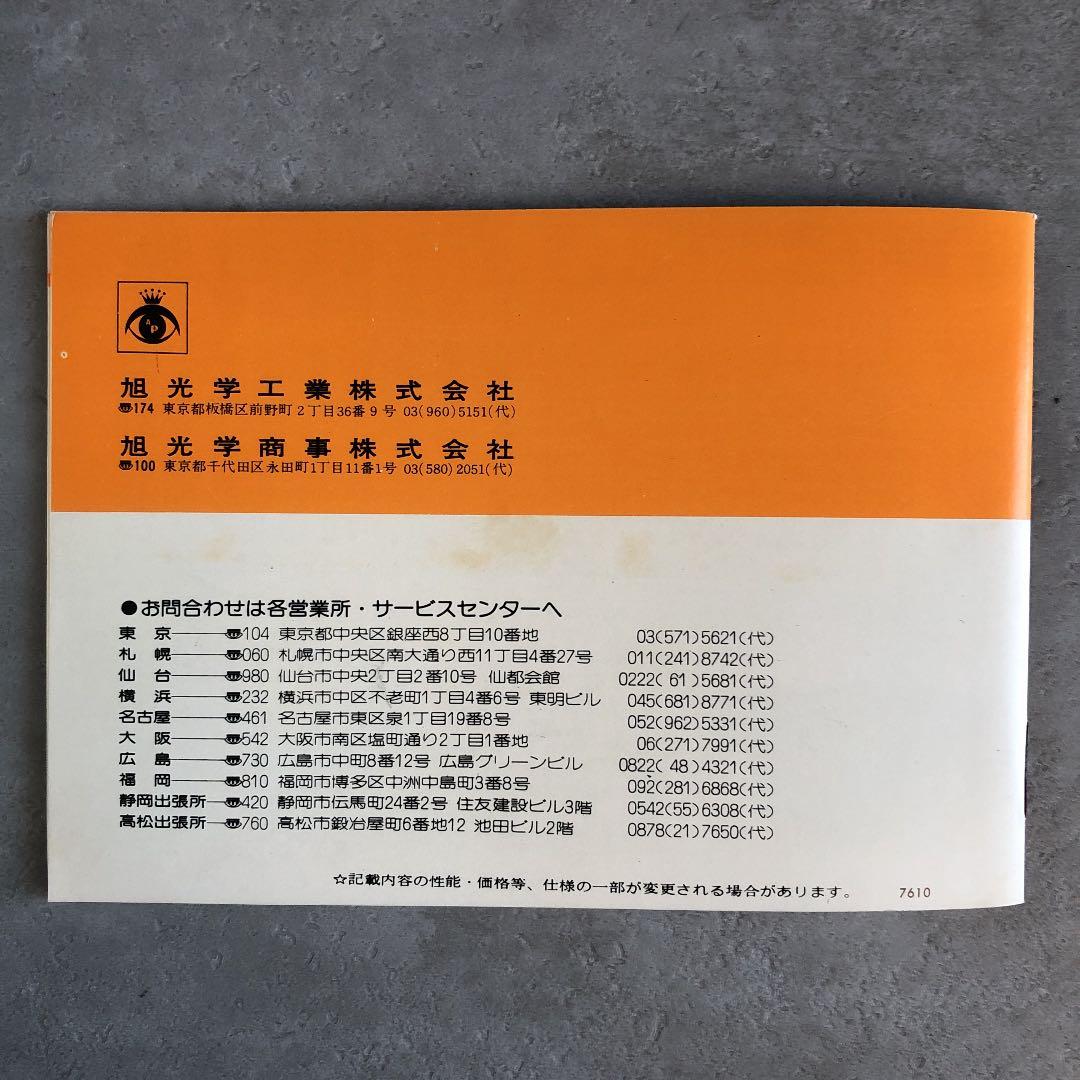 AP
旭光学工業株式会社
☎174 東京都板橋区前野町2丁目36番9号 03(960)5151(代)
旭光学商事株式会社
☎100 東京都千代田区永田町1丁目11番1号 03(580)2051(代)
●お問合わせは各営業所・サービスセンターへ
東京──☎104 東京都中央区銀座西8丁目10番地 03(571)5621(代)
札幌──☎060 札幌市中央区南大通り西11丁目4番27号 011(241)8742(代)
仙台──☎980 仙台市中央2丁目2番10号 仙都会館 0222(61)5681(代)
横浜──☎232 横浜市中区不老町1丁目4番6号 東明ビル 045(681)8771(代)
名古屋──☎461 名古屋市東区泉1丁目19番8号 052(962)5331(代)
大阪──☎542 大阪市南区塩町通り2丁目1番地 06(271)7991(代)
広島──☎730 広島市中町8番12号 広島グリーンビル 0822(48)4321(代)
福岡──☎810 福岡市博多区中洲中島町3番8号 092(281)6868(代)
静岡出張所─☎420 静岡市伝馬町24番2号 住友建設ビル3階 0542(55)6308(代)
高松出張所─☎760 高松市鍛冶屋町6番地12 池田ビル2階 0878(21)7650(代)
☆記載内容の性能・価格等、仕様の一部が変更される場合があります。 7610